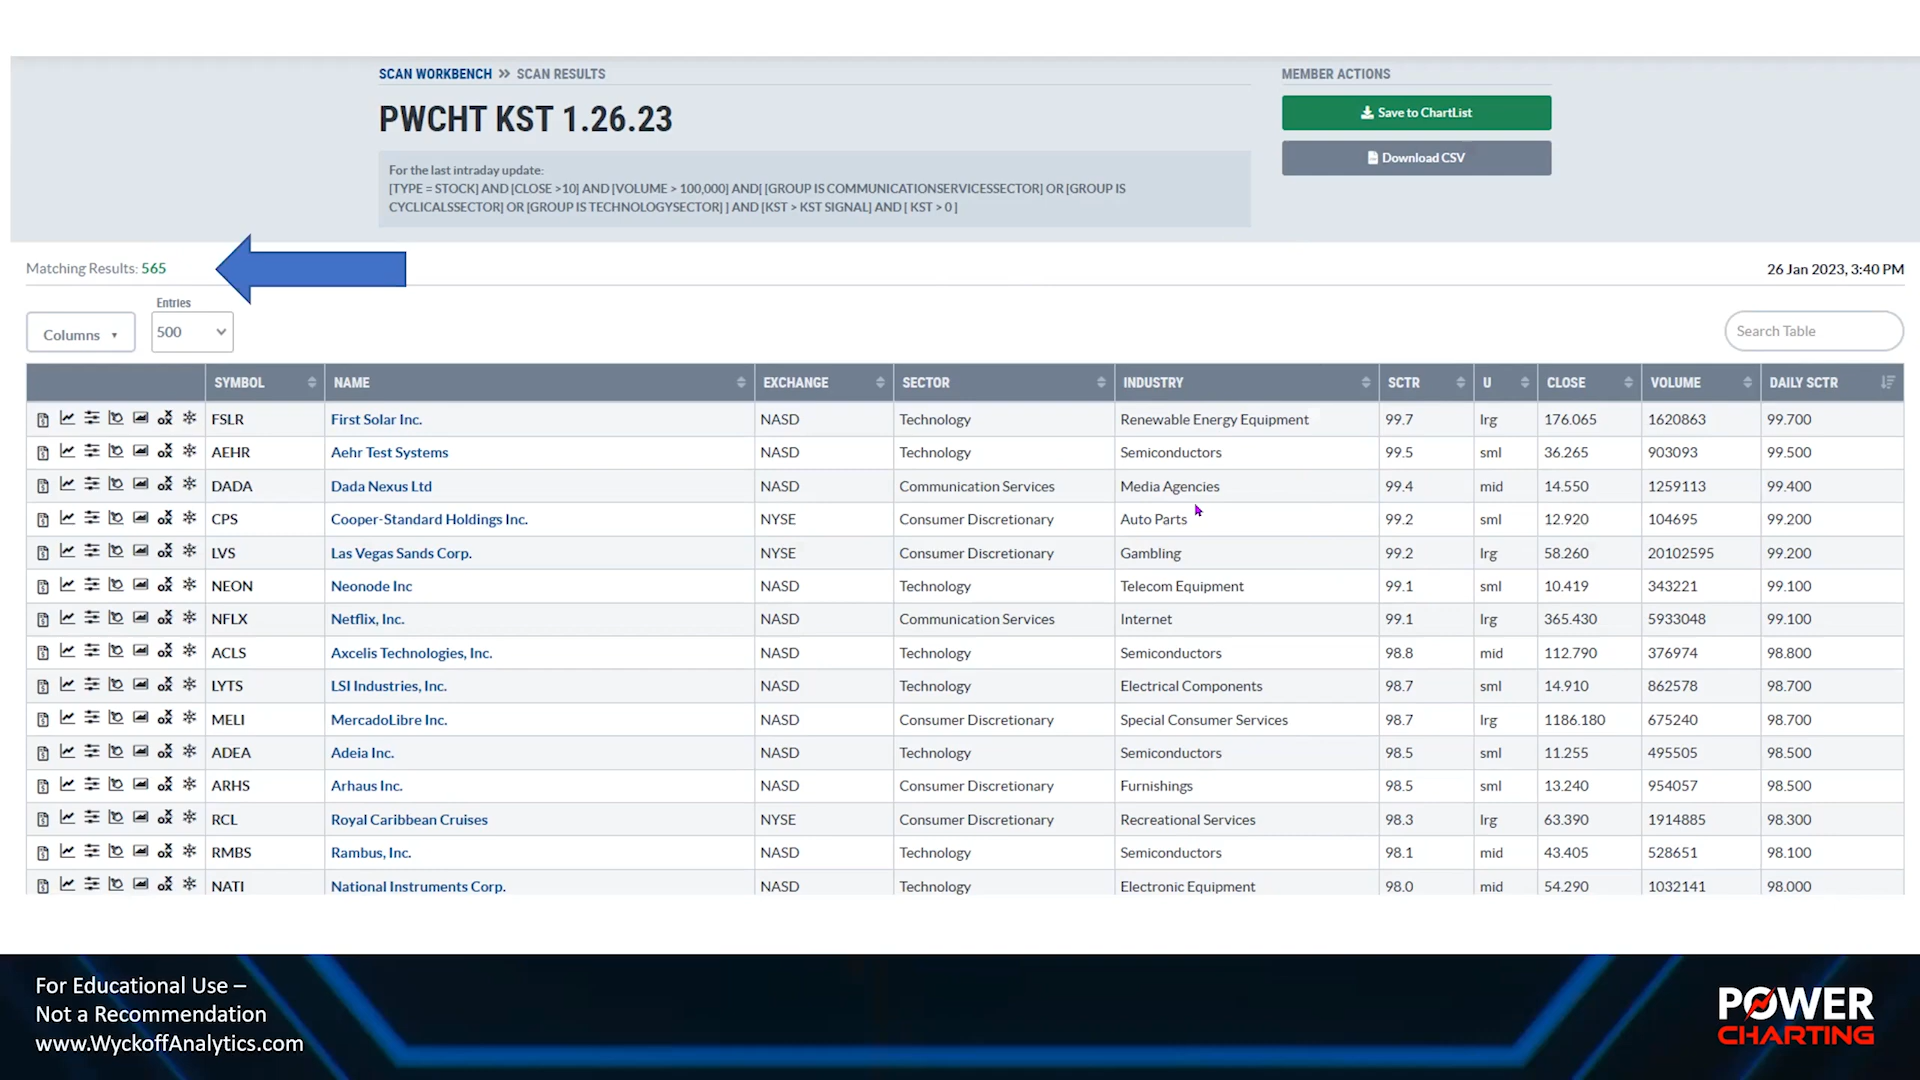 SCAN WORKBENCH >> SCAN RESULTS
MEMBER ACTIONS
PWCHT KST 1.26.23
Save to ChartList
Download CSV
For the last intraday update:
[TYPE = STOCK] AND [CLOSE >10] AND [VOLUME > 100,000] AND[ [GROUP IS COMMUNICATIONSERVICESSECTOR] OR [GROUP IS
CYCLICALSSECTOR] OR [GROUP IS TECHNOLOGYSECTOR] ] AND [KST > KST SIGNAL] AND [ KST > 0 ]
Matching Results: 565
26 Jan 2023, 3:40 PM
Entries
Columns
500
Search Table
SYMBOL NAME EXCHANGE SECTOR INDUSTRY SCTR U CLOSE VOLUME DAILY SCTR
FSLR First Solar Inc. NASD Technology Renewable Energy Equipment 99.7 lrg 176.065 1620863 99.700
AEHR Aehr Test Systems NASD Technology Semiconductors 99.5 sml 36.265 903093 99.500
DADA Dada Nexus Ltd NASD Communication Services Media Agencies 99.4 mid 14.550 1259113 99.400
CPS Cooper-Standard Holdings Inc. NYSE Consumer Discretionary Auto Parts 99.2 sml 12.920 104695 99.200
LVS Las Vegas Sands Corp. NYSE Consumer Discretionary Gambling 99.2 lrg 58.260 20102595 99.200
NEON Neonode Inc NASD Technology Telecom Equipment 99.1 sml 10.419 343221 99.100
NFLX Netflix, Inc. NASD Communication Services Internet 99.1 lrg 365.430 5933048 99.100
ACLS Axcelis Technologies, Inc. NASD Technology Semiconductors 98.8 mid 112.790 376974 98.800
LYTS LSI Industries, Inc. NASD Technology Electrical Components 98.7 sml 14.910 862578 98.700
MELI MercadoLibre Inc. NASD Consumer Discretionary Special Consumer Services 98.7 lrg 1186.180 675240 98.700
ADEA Adeia Inc. NASD Technology Semiconductors 98.5 sml 11.255 495505 98.500
ARHS Arhaus Inc. NASD Consumer Discretionary Furnishings 98.5 sml 13.240 954057 98.500
RCL Royal Caribbean Cruises NYSE Consumer Discretionary Recreational Services 98.3 lrg 63.390 1914885 98.300
RMBS Rambus, Inc. NASD Technology Semiconductors 98.1 mid 43.405 528651 98.100
NATI National Instruments Corp. NASD Technology Electronic Equipment 98.0 mid 54.290 1032141 98.000
For Educational Use –
Not a Recommendation
www.WyckoffAnalytics.com
POWER
CHARTING